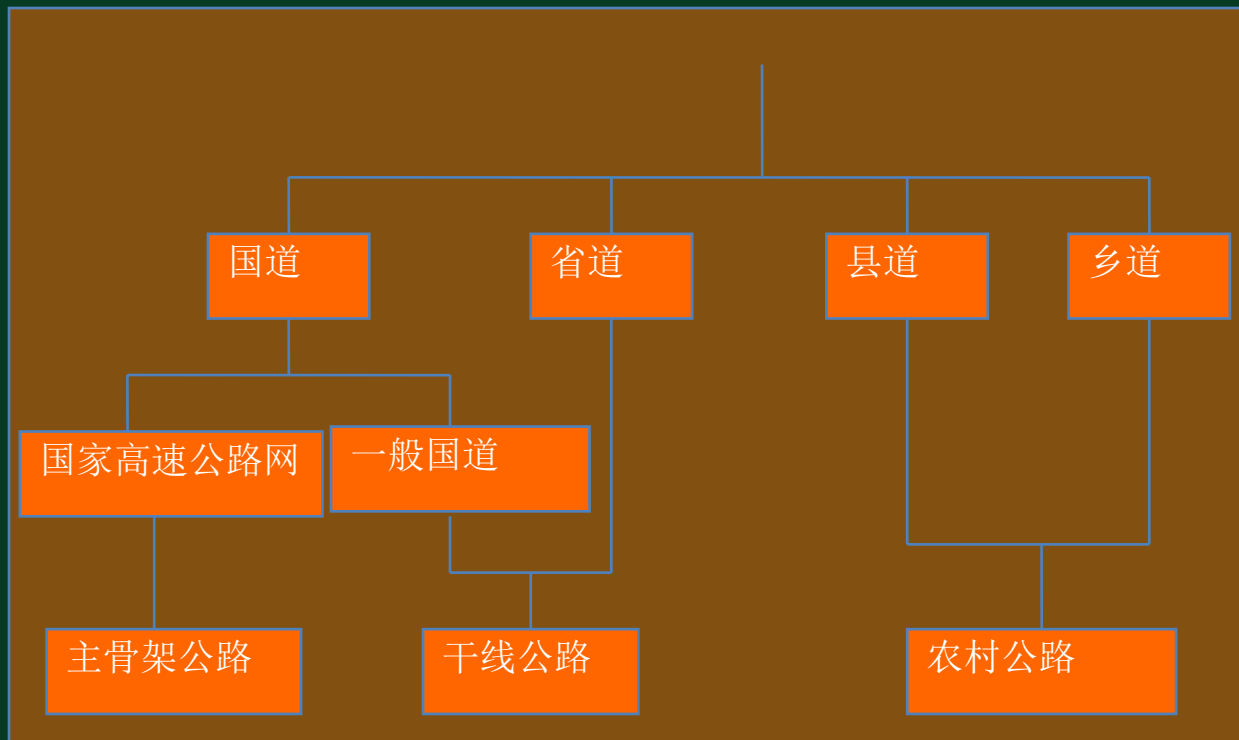 国道
省道
县道
乡道
国家高速公路网
一般国道
主骨架公路
干线公路
农村公路